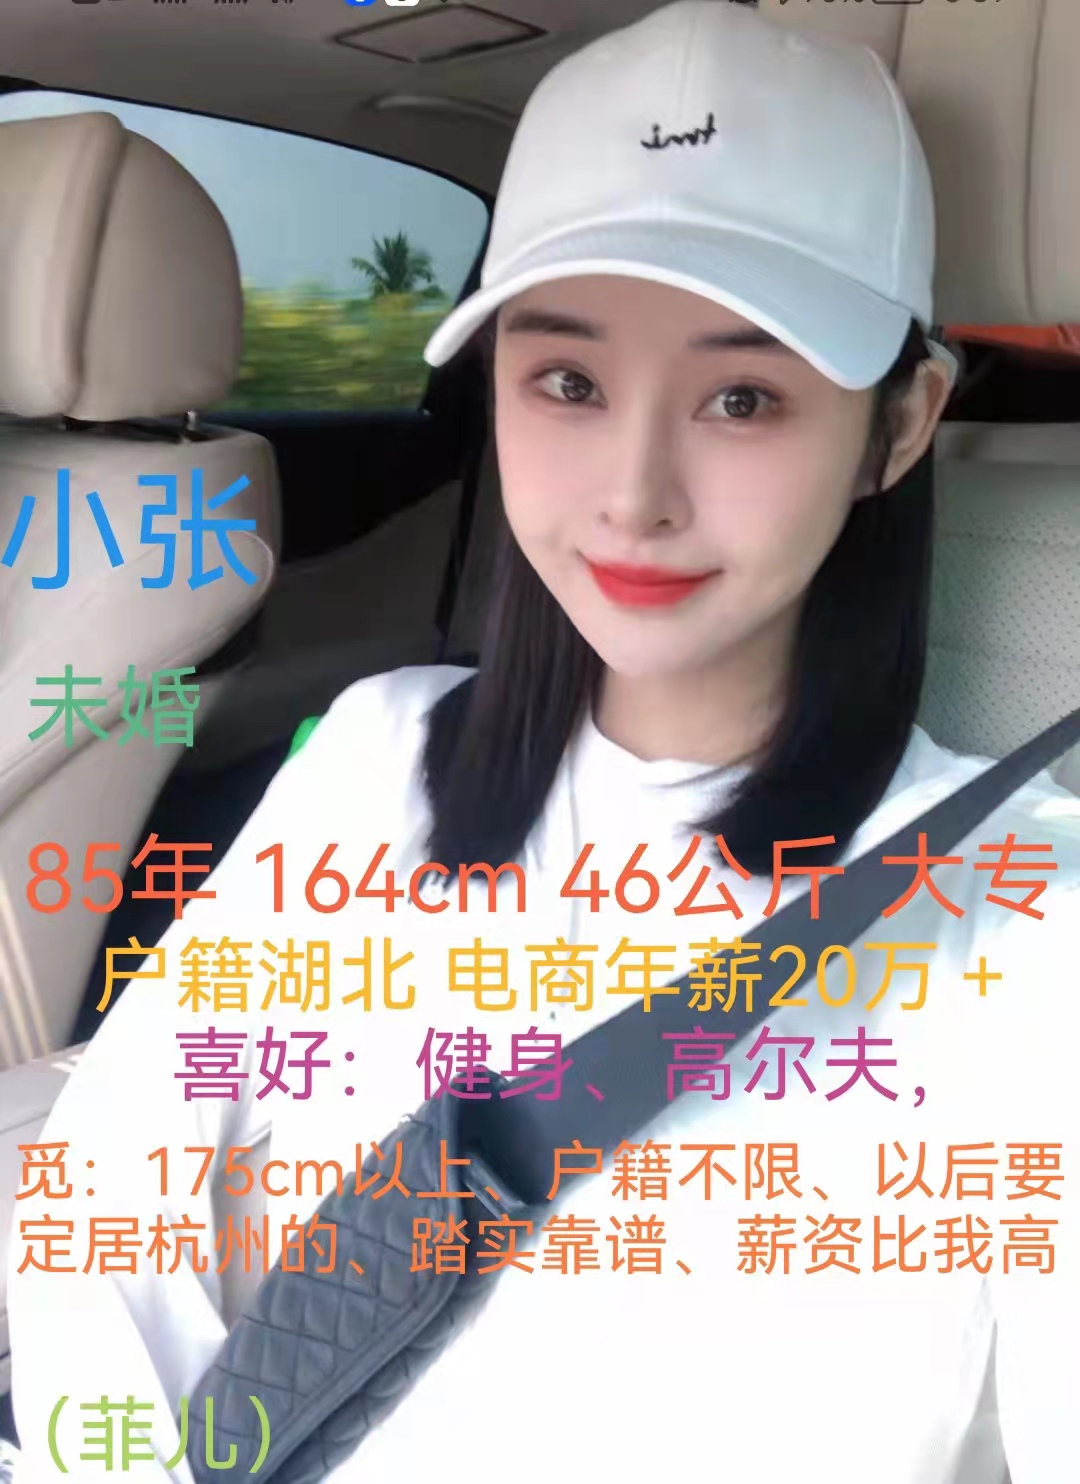 小张
未婚
85年 164cm 46公斤 大专
户籍湖北 电商年薪20万 +
喜好：健身、高尔夫，
觅：175cm以上、户籍不限、以后要
定居杭州的、踏实靠谱、薪资比我高
（菲儿）